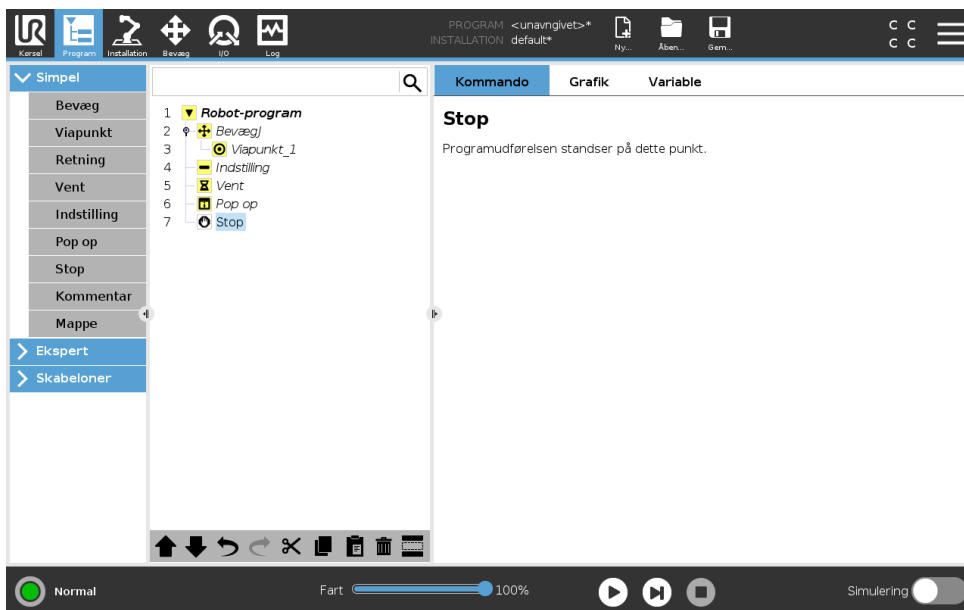 PROGRAM <unavngivet>*
INSTALLATION default*
Kørsel
Program
Installation
Bevæg
I/O
Log
Ny...
Åben...
Gem...
C C
C C
Simpel
Bevæg
Viapunkt
Retning
Vent
Indstilling
Pop op
Stop
Kommentar
Mappe
Ekspert
Skabeloner
1 Robot-program
2 BevægJ
3 Viapunkt_1
4 Indstilling
5 Vent
6 Pop op
7 Stop
Kommando
Grafik
Variable
Stop
Programudførelsen standser på dette punkt.
Normal
Fart
100%
Simulering